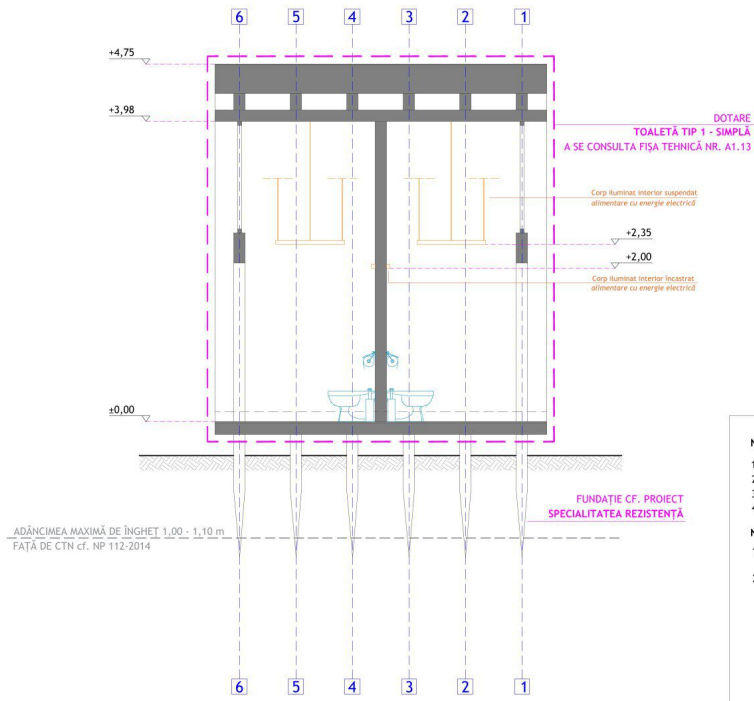 6 5 4 3 2 1
+4,75
+3,98
DOTARE
TOALETĂ TIP 1 - SIMPLĂ
A SE CONSULTA FIȘA TEHNICĂ NR. A1.13
Corp iluminat interior suspendat
alimentare cu energie electrică
+2,35
+2,00
Corp iluminat interior încastrat
alimentare cu energie electrică
±0,00
FUNDAȚIE CF. PROIECT
SPECIALITATEA REZISTENȚĂ
ADÂNCIMEA MAXIMĂ DE ÎNGHEȚ 1,00 - 1,10 m
FAȚĂ DE CTN cf. NP 112-2014
6 5 4 3 2 1